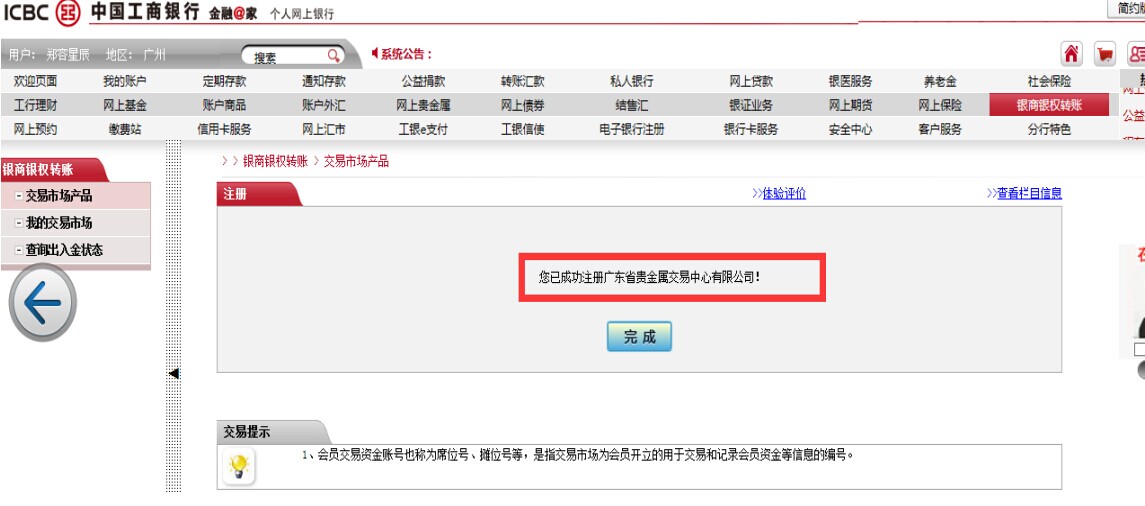 ICBC 中国工商银行 金融@家 个人网上银行
简约版
用户: 郑容星辰 地区: 广州 搜索 系统公告:
欢迎页面 我的账户 定期存款 通知存款 公益捐款 转账汇款 私人银行 网上贷款 银医服务 养老金 社会保险
工行理财 网上基金 账户商品 账户外汇 网上贵金属 网上债券 结售汇 银证业务 网上期货 网上保险 银商银权转账
网上预约 缴费站 信用卡服务 网上汇市 工银e支付 工银信使 电子银行注册 银行卡服务 安全中心 客户服务 分行特色
公益
银商银权转账
交易市场产品
我的交易市场
查询出入金状态
>> 银商银权转账 > 交易市场产品
注册 >>体验评价 >>查看栏目信息
您已成功注册广东省贵金属交易中心有限公司!
完成
交易提示
1、会员交易资金账号也称为席位号、摊位号等,是指交易市场为会员开立的用于交易和记录会员资金等信息的编号。